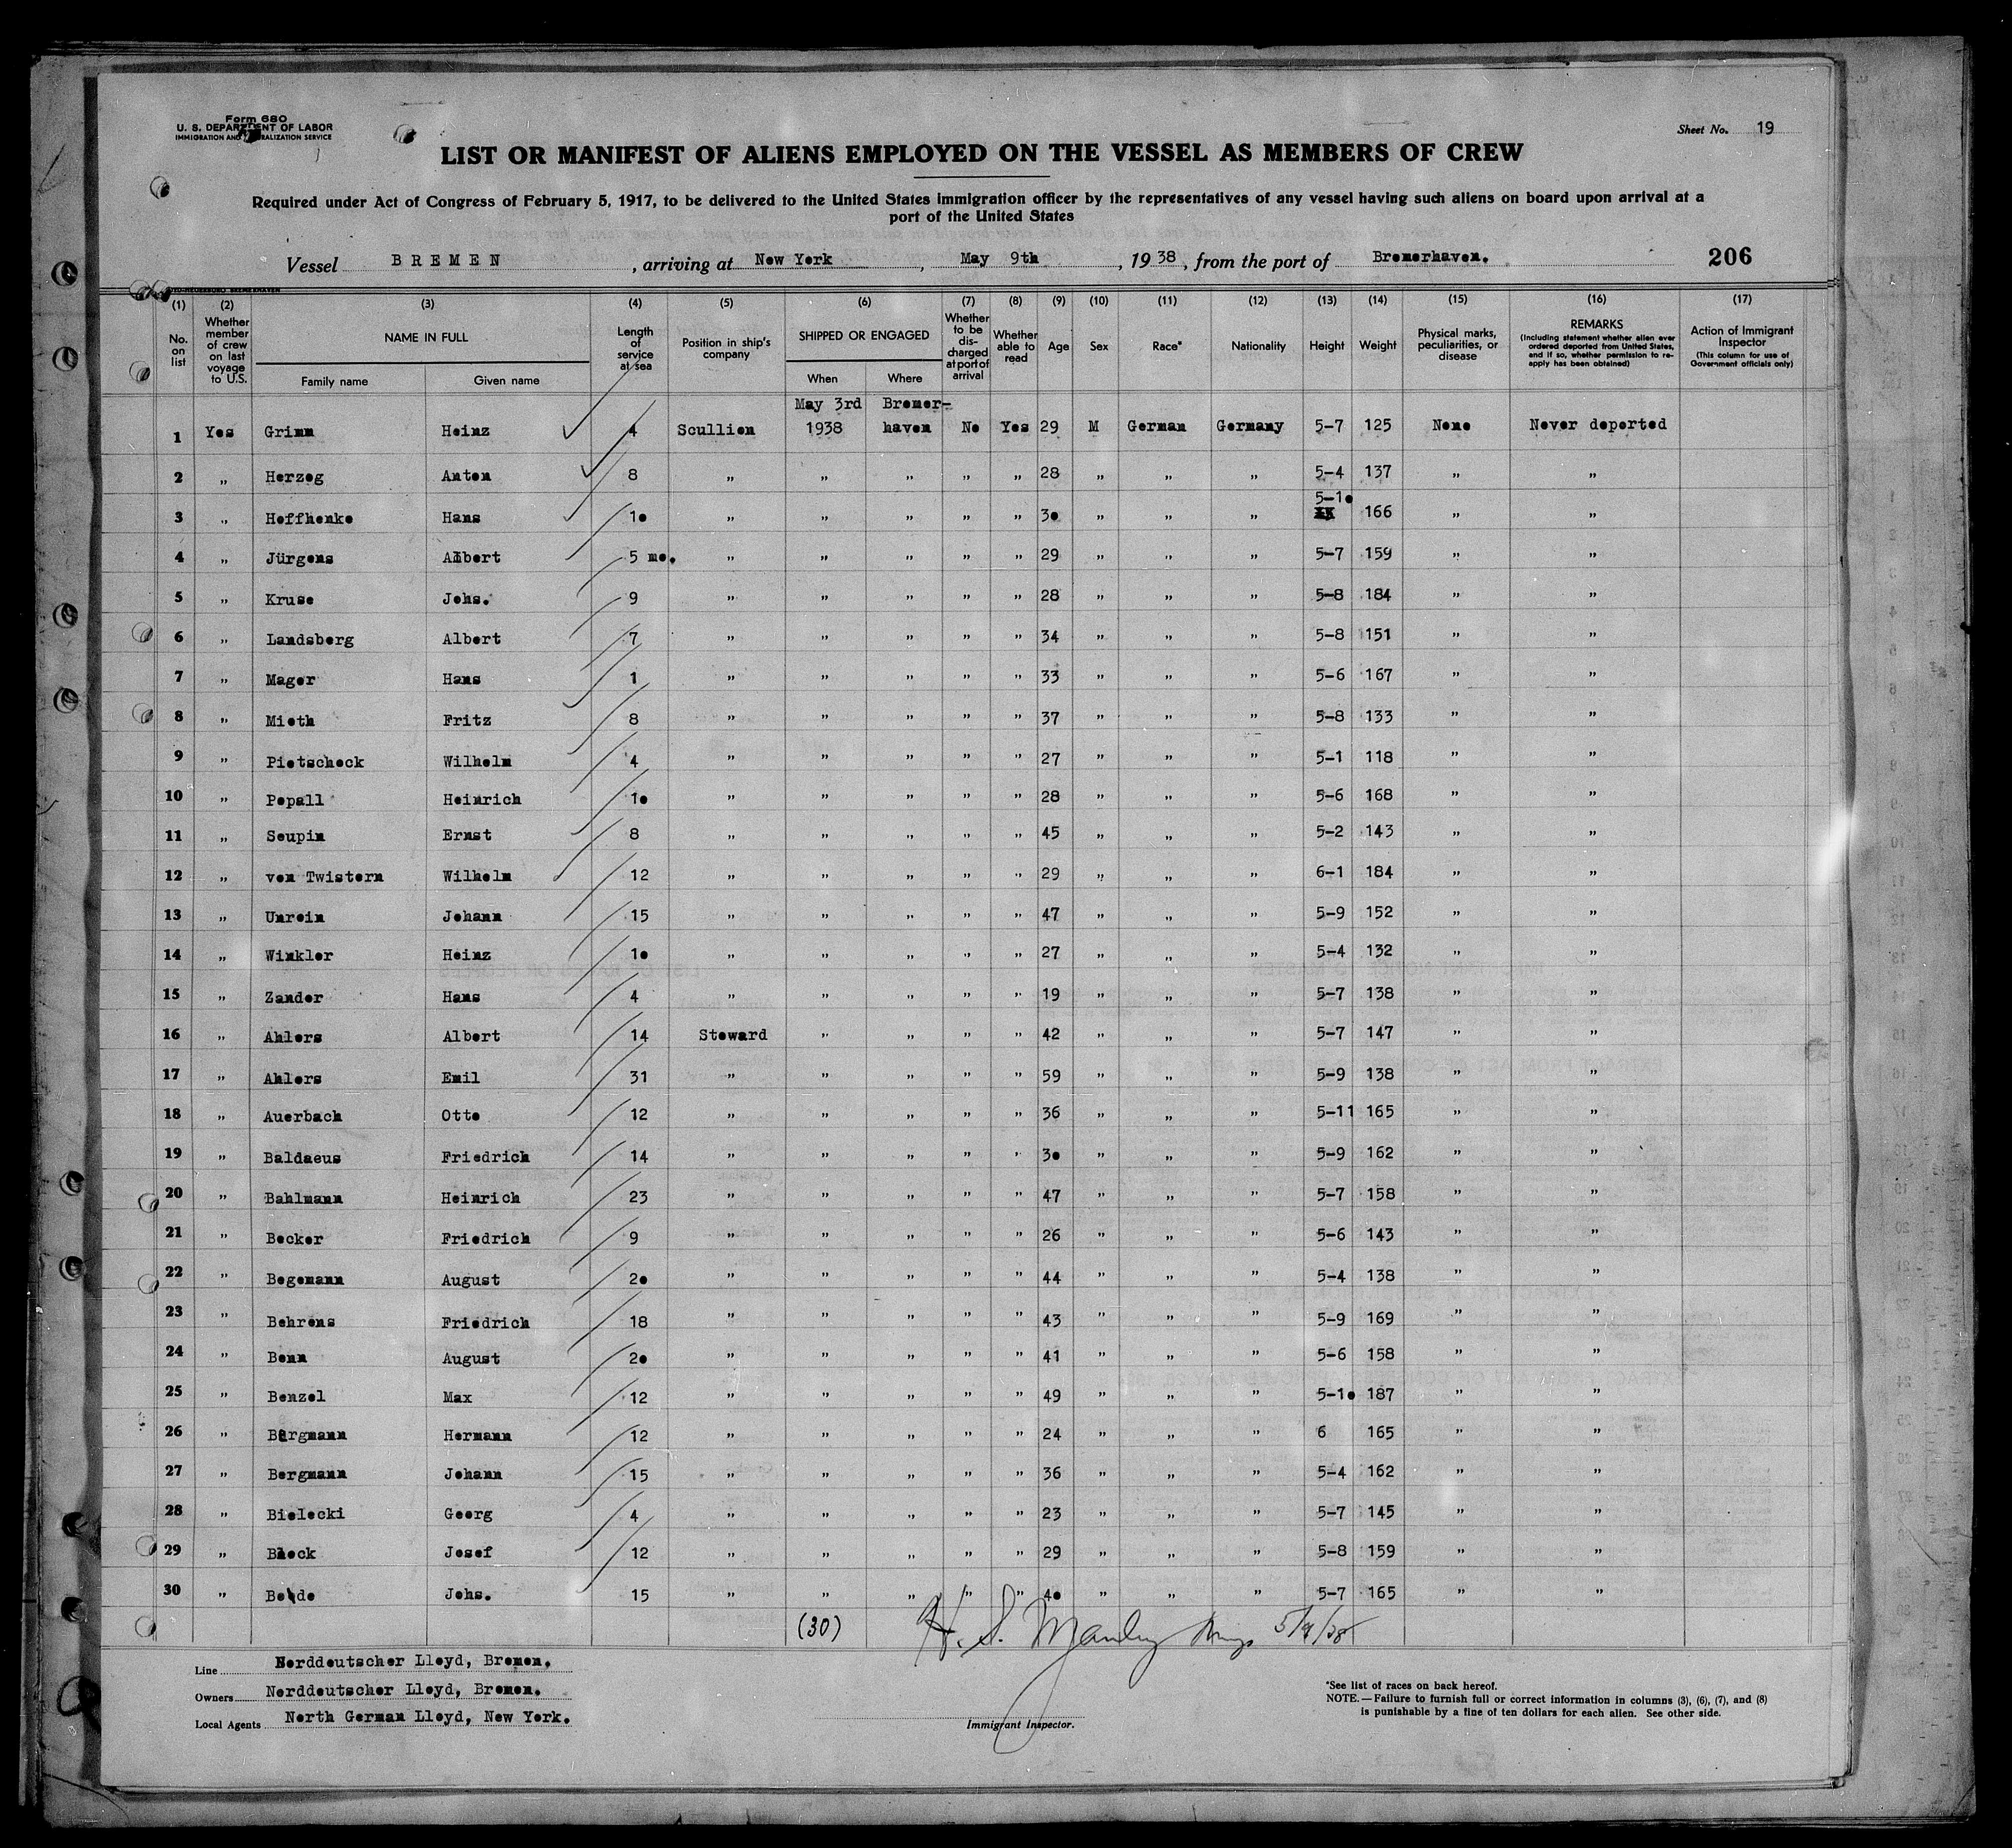 Form 680
U. S. DEPARTMENT OF LABOR
IMMIGRATION AND NATURALIZATION SERVICE
Sheet No. 19
LIST OR MANIFEST OF ALIENS EMPLOYED ON THE VESSEL AS MEMBERS OF CREW
Required under Act of Congress of February 5, 1917, to be delivered to the United States immigration officer by the representatives of any vessel having such aliens on board upon arrival at a
port of the United States
Vessel BREMEN, arriving at New York, May 9th, 1938, from the port of Bremerhaven. 206
(1) (2) (3) (4) (5) (6) (7) (8) (9) (10) (11) (12) (13) (14) (15) (16) (17)
No. on list
Whether member of crew on last voyage to U.S.
NAME IN FULL
Family name Given name
Length of service at sea
Position in ship's company
SHIPPED OR ENGAGED
When Where
Whether to be discharged at port of arrival
Whether able to read
Age
Sex
Race*
Nationality
Height
Weight
Physical marks, peculiarities, or disease
REMARKS
(Including statement whether alien ever ordered deported from United States, and if so, whether permission to re-apply has been obtained)
Action of Immigrant Inspector
(This column for use of Government officials only)
1 Yes Grimm Heinz 4 Scullion May 3rd 1938 Bremer-haven No Yes 29 M German Germany 5-7 125 None Never deported
2 " Herzog Anton 8 " " " " " 28 " " " 5-4 137 " "
3 " Hoffhenke Hans 10 " " " " " 30 " " " 5-10 166 " "
4 " Jürgens Albert 5 mo. " " " " " 29 " " " 5-7 159 " "
5 " Kruse Johs. 9 " " " " " 28 " " " 5-8 184 " "
6 " Landsberg Albert 7 " " " " " 34 " " " 5-8 151 " "
7 " Mager Hans 1 " " " " " 33 " " " 5-6 167 " "
8 " Mieth Fritz 8 " " " " " 37 " " " 5-8 133 " "
9 " Pietscheck Wilhelm 4 " " " " " 27 " " " 5-1 118 " "
10 " Popall Heinrich 10 " " " " " 28 " " " 5-6 168 " "
11 " Soupin Ernst 8 " " " " " 45 " " " 5-2 143 " "
12 " von Twistern Wilhelm 12 " " " " " 29 " " " 6-1 184 " "
13 " Unrein Johann 15 " " " " " 47 " " " 5-9 152 " "
14 " Winkler Heinz 10 " " " " " 27 " " " 5-4 132 " "
15 " Zander Hans 4 " " " " " 19 " " " 5-7 138 " "
16 " Ahlers Albert 14 Steward " " " " 42 " " " 5-7 147 " "
17 " Ahlers Emil 31 " " " " " 59 " " " 5-9 138 " "
18 " Auerbach Otto 12 " " " " " 36 " " " 5-11 165 " "
19 " Baldaeus Friedrich 14 " " " " " 30 " " " 5-9 162 " "
20 " Bahlmann Heinrich 23 " " " " " 47 " " " 5-7 158 " "
21 " Becker Friedrich 9 " " " " " 26 " " " 5-6 143 " "
22 " Begemann August 20 " " " " " 44 " " " 5-4 138 " "
23 " Behrens Friedrich 18 " " " " " 43 " " " 5-9 169 " "
24 " Benn August 20 " " " " " 41 " " " 5-6 158 " "
25 " Benzel Max 12 " " " " " 49 " " " 5-10 187 " "
26 " Bergmann Hermann 12 " " " " " 24 " " " 6 165 " "
27 " Bergmann Johann 15 " " " " " 36 " " " 5-4 162 " "
28 " Bielecki Georg 4 " " " " " 23 " " " 5-7 145 " "
29 " Block Josef 12 " " " " " 29 " " " 5-8 159 " "
30 " Johs. 15 " " " " " 40 " " " 5-7 165 " "
(30) H. S. Manley 5/9/38
Line Norddeutscher Lloyd, Bremen.
Owners Norddeutscher Lloyd, Bremen.
Local Agents North German Lloyd, New York.
Immigrant Inspector.
*See list of races on back hereof.
NOTE.—Failure to furnish full or correct information in columns (3), (6), (7), and (8)
is punishable by a fine of ten dollars for each alien. See other side.